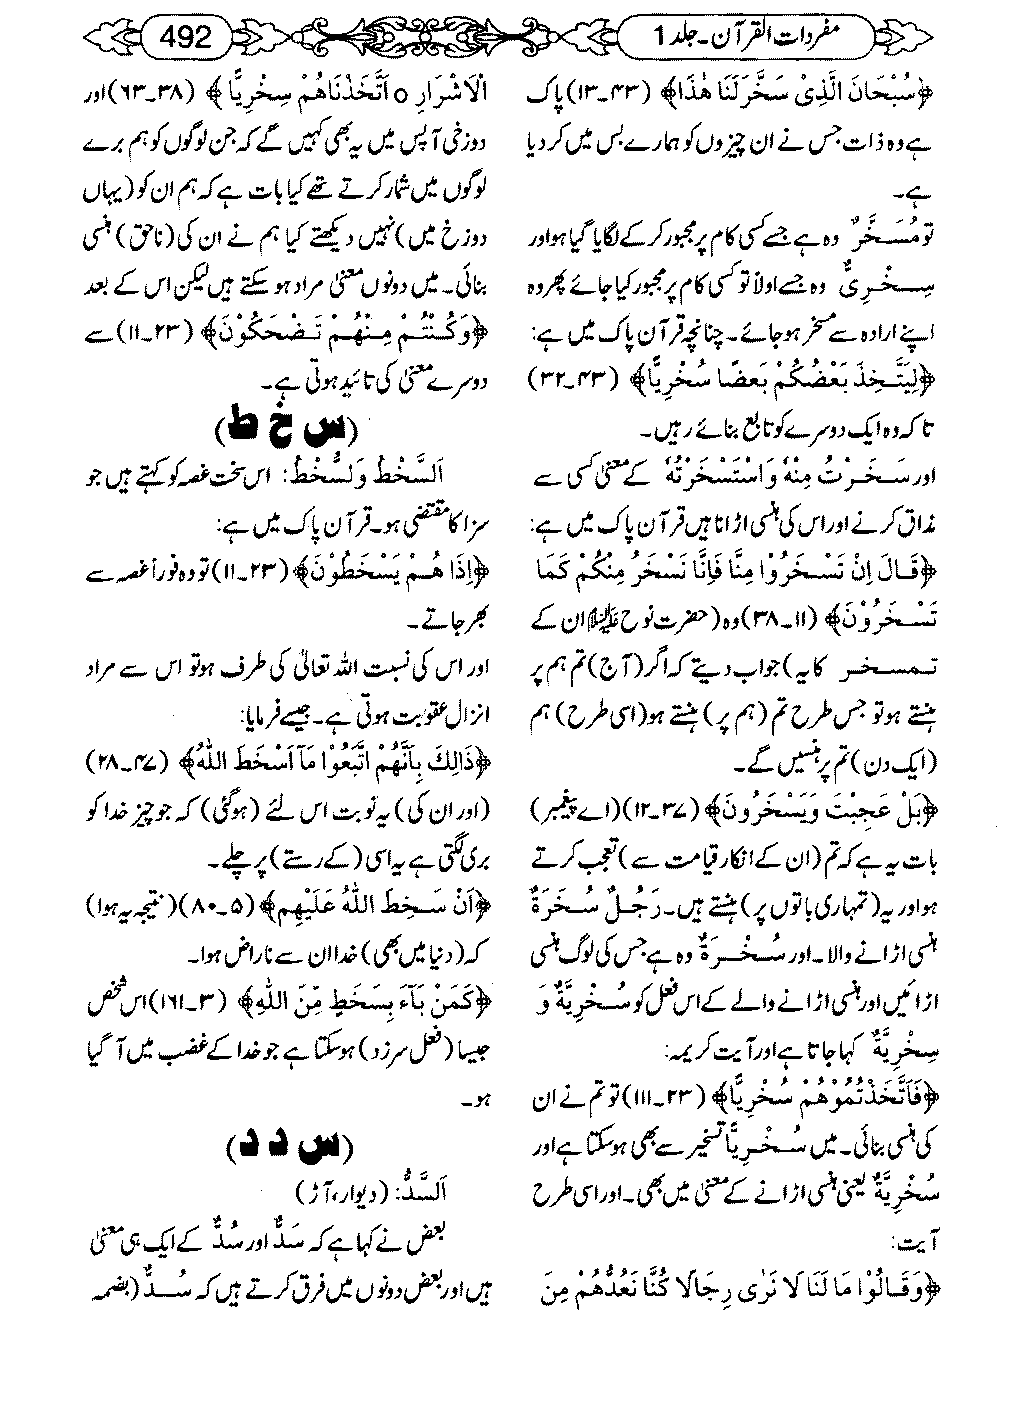 مفردات القرآن۔ جلد 1
492
﴿سُبْحَانَ الَّذِیْ سَخَّرَلَنَا هٰذَا﴾ (۴۳۔۱۳) پاک
ہے وہ ذات جس نے ان چیزوں کو ہمارے بس میں کر دیا
ہے۔
تو مُسَخَّرٌ وہ ہے جسے کسی کام پر مجبور کرکے لگایا گیا ہو اور
سِخْرِیٌّ وہ جسے اولاً تو کسی کام پر مجبور کیا جائے پھر وہ
اپنے ارادہ سے مسخر ہو جائے۔ چنانچہ قرآن پاک میں ہے:
﴿لِیَتَّخِذَ بَعْضُكُمْ بَعْضًا سُخْرِیًّا﴾ (۴۳۔۳۲)
تاکہ وہ ایک دوسرے کو تابع بنائے رہیں۔
اور سَخَرْتُ مِنْهُ وَاسْتَسْخَرْتُهُ کے معنی کسی سے
مذاق کرنے اور اس کی ہنسی اڑانا ہیں قرآن پاک میں ہے:
﴿قَالَ اِنْ تَسْخَرُوْا مِنَّا فَاِنَّا نَسْخَرُ مِنْكُمْ كَمَا
تَسْخَرُوْنَ﴾ (۱۱۔۳۸) وہ (حضرت نوح علیہ السلام ان کے
تمسخر کا یہ) جواب دیتے کہ اگر (آج) تم ہم پر
ہنستے ہو تو جس طرح تم (ہم پر) ہنستے ہو (اسی طرح) ہم
(ایک دن) تم پر ہنسیں گے۔
﴿بَلْ عَجِبْتَ وَیَسْخَرُونَ﴾ (۳۷۔۱۲) (اے پیغمبر)
بات یہ ہے کہ تم (ان کے انکار قیامت سے) تعجب کرتے
ہو اور یہ (تمہاری باتوں پر) ہنستے ہیں۔ رَجُلٌ سُخَرَةٌ
ہنسی اڑانے والا۔ اور سُخْرَةٌ وہ ہے جس کی لوگ ہنسی
اڑائیں اور ہنسی اڑانے والے کے اس فعل کو سُخْرِیَّةٌ وَ
سِخْرِیَّةٌ کہا جاتا ہے اور آیت کریمہ:
﴿فَاتَّخَذْتُمُوْهُمْ سُخْرِیًّا﴾ (۲۳۔۱۱۱) تو تم نے ان
کی ہنسی بنائی۔ میں سُخْرِیًّا تسخیر سے بھی ہو سکتا ہے اور
سُخْرِیَّةٌ یعنی ہنسی اڑانے کے معنی میں بھی۔ اور اسی طرح
آیت:
﴿وَقَالُوْا مَا لَنَا لَا نَرٰی رِجَالًا كُنَّا نَعُدُّهُمْ مِنَ
الْاَشْرَارِ ٥ اَتَّخَذْنَاهُمْ سِخْرِیًّا﴾ (۳۸۔۶۳) اور
دوزخی آپس میں یہ بھی کہیں گے کہ جن لوگوں کو ہم برے
لوگوں میں شمار کرتے تھے کیا بات ہے کہ ہم ان کو (یہاں
دوزخ میں) نہیں دیکھتے کیا ہم نے ان کی (ناحق) ہنسی
بنائی۔ میں دونوں معنی مراد ہو سکتے ہیں لیکن اس کے بعد
﴿وَكُنْتُمْ مِنْهُمْ تَضْحَكُوْنَ﴾ (۲۳۔۱۱) سے
دوسرے معنی کی تائید ہوتی ہے۔
(س خ ط)
اَلسَّخْطُ وَلسُّخْطُ: اس سخت غصہ کو کہتے ہیں جو
سزا کا مقتضی ہو۔ قرآن پاک میں ہے:
﴿اِذَا هُمْ یَسْخَطُوْنَ﴾ (۲۳۔۱۱) تو وہ فوراً غصہ سے
بھر جاتے۔
اور اس کی نسبت اللہ تعالیٰ کی طرف ہو تو اس سے مراد
انزال عقوبت ہوتی ہے۔ جیسے فرمایا:
﴿ذَالِكَ بِاَنَّهُمْ اتَّبَعُوْا مَآ اَسْخَطَ اللّٰهُ﴾ (۴۷۔۲۸)
(اور ان کی) یہ نوبت اس لئے (ہوگئی) کہ جو چیز خدا کو
بری لگتی ہے یہ اسی (کے رستے) پر چلے۔
﴿اَنْ سَخِطَ اللّٰهُ عَلَیْهِم﴾ (۵۔۸۰) (نتیجہ یہ ہوا)
کہ (دنیا میں بھی) خدا ان سے ناراض ہوا۔
﴿كَمَنْ بَآءَ بِسَخَطٍ مِّنَ اللّٰهِ﴾ (۳۔۱۶۱) اس شخص
جیسا (فعل سرزد) ہو سکتا ہے جو خدا کے غضب میں آ گیا
ہو۔
(س د د)
اَلسَّدُّ: (دیوار، آڑ)
بعض نے کہا ہے کہ سَدٌّ اور سُدٌّ کے ایک ہی معنی
ہیں اور بعض دونوں میں فرق کرتے ہیں کہ سُدٌّ (بضمہ